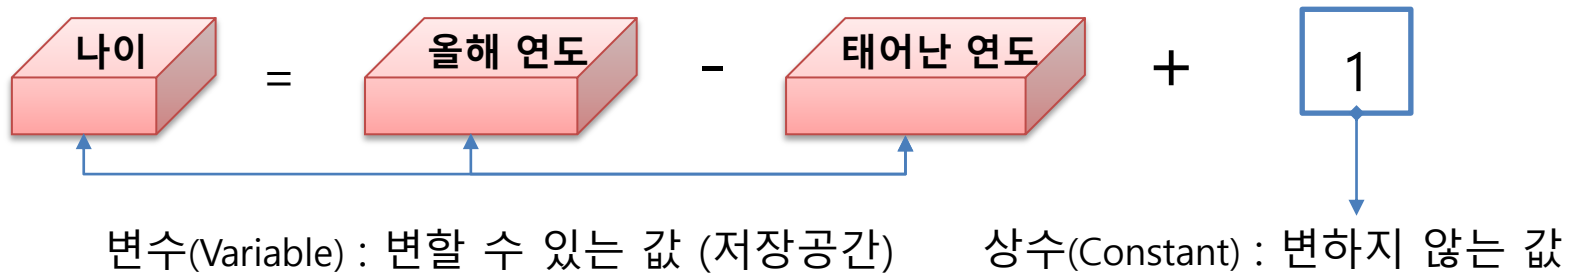 나이 = 올해 연도 - 태어난 연도 + 1
변수(Variable) : 변할 수 있는 값 (저장공간) 상수(Constant) : 변하지 않는 값